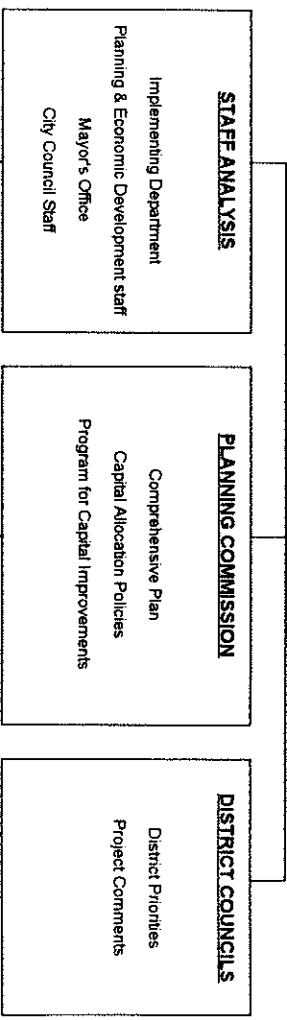 STAFF ANALYSIS
Implementing Department
Planning & Economic Development staff
Mayor's Office
City Council Staff
PLANNING COMMISSION
Comprehensive Plan
Capital Allocation Policies
Program for Capital Improvements
DISTRICT COUNCILS
District Priorities
Project Comments